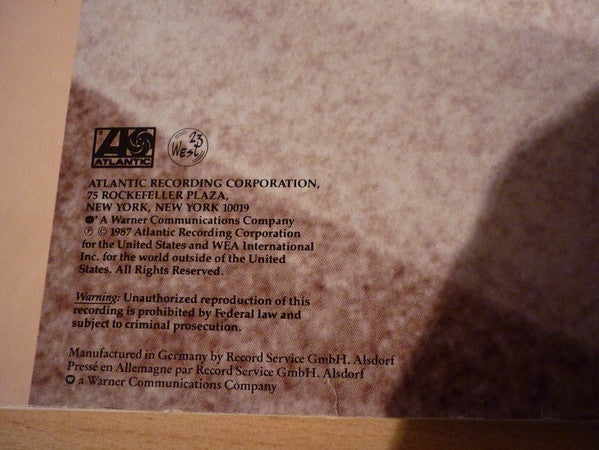 ATLANTIC
23
West
ATLANTIC RECORDING CORPORATION,
75 ROCKEFELLER PLAZA,
NEW YORK, NEW YORK 10019
A Warner Communications Company
℗ © 1987 Atlantic Recording Corporation
for the United States and WEA International
Inc. for the world outside of the United
States. All Rights Reserved.
Warning: Unauthorized reproduction of this
recording is prohibited by Federal law and
subject to criminal prosecution.
Manufactured in Germany by Record Service GmbH. Alsdorf
Pressé en Allemagne par Record Service GmbH. Alsdorf
a Warner Communications Company